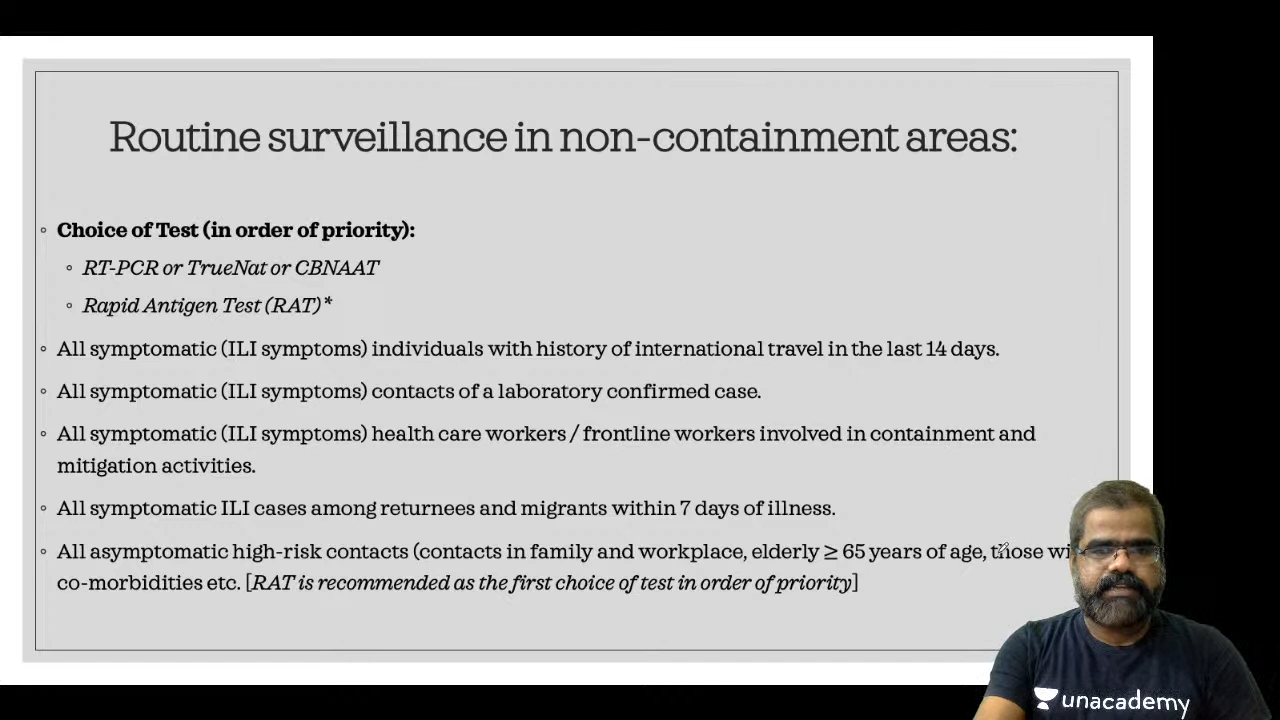 Routine surveillance in non-containment areas:
Choice of Test (in order of priority):
RT-PCR or TrueNat or CBNAAT
Rapid Antigen Test (RAT)*
All symptomatic (ILI symptoms) individuals with history of international travel in the last 14 days.
All symptomatic (ILI symptoms) contacts of a laboratory confirmed case.
All symptomatic (ILI symptoms) health care workers / frontline workers involved in containment and
mitigation activities.
All symptomatic ILI cases among returnees and migrants within 7 days of illness.
All asymptomatic high-risk contacts (contacts in family and workplace, elderly ≥ 65 years of age, those
co-morbidities etc. [RAT is recommended as the first choice of test in order of priority]
unacademy